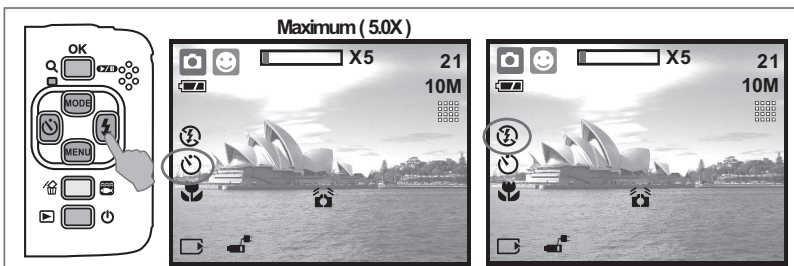 Maximum ( 5.0X )
OK
MODE
MENU
X5
21
10M
X5
21
10M